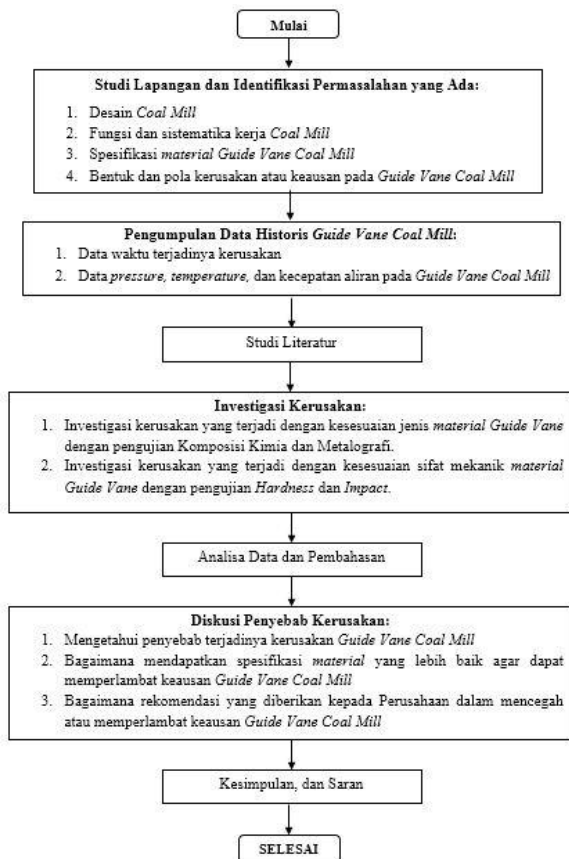 Mulai
Studi Lapangan dan Identifikasi Permasalahan yang Ada:
1. Desain Coal Mill
2. Fungsi dan sistematika kerja Coal Mill
3. Spesifikasi material Guide Vane Coal Mill
4. Bentuk dan pola kerusakan atau keausan pada Guide Vane Coal Mill
Pengumpulan Data Historis Guide Vane Coal Mill:
1. Data waktu terjadinya kerusakan
2. Data pressure, temperature, dan kecepatan aliran pada Guide Vane Coal Mill
Studi Literatur
Investigasi Kerusakan:
1. Investigasi kerusakan yang terjadi dengan kesesuaian jenis material Guide Vane
dengan pengujian Komposisi Kimia dan Metalografi.
2. Investigasi kerusakan yang terjadi dengan kesesuaian sifat mekanik material
Guide Vane dengan pengujian Hardness dan Impact.
Analisa Data dan Pembahasan
Diskusi Penyebab Kerusakan:
1. Mengetahui penyebab terjadinya kerusakan Guide Vane Coal Mill
2. Bagaimana mendapatkan spesifikasi material yang lebih baik agar dapat
memperlambat keausan Guide Vane Coal Mill
3. Bagaimana rekomendasi yang diberikan kepada Perusahaan dalam mencegah
atau memperlambat keausan Guide Vane Coal Mill
Kesimpulan, dan Saran
SELESAI